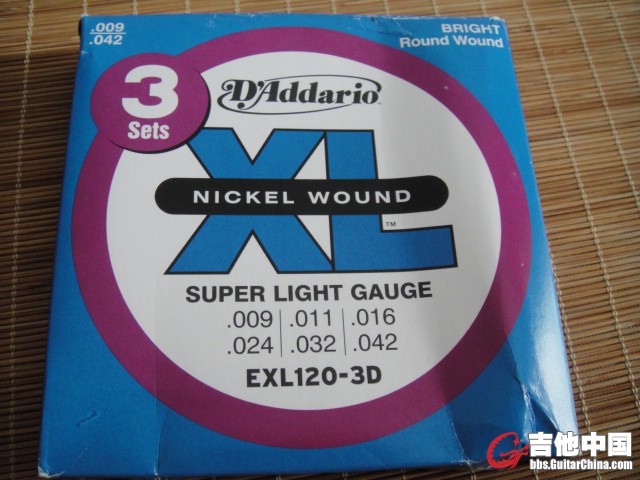 .009
.042
BRIGHT
Round Wound
3
Sets
D'Addario
XL
NICKEL WOUND
TM
SUPER LIGHT GAUGE
.009 .011 .016
.024 .032 .042
EXL120-3D
吉他中国
bbs.GuitarChina.com